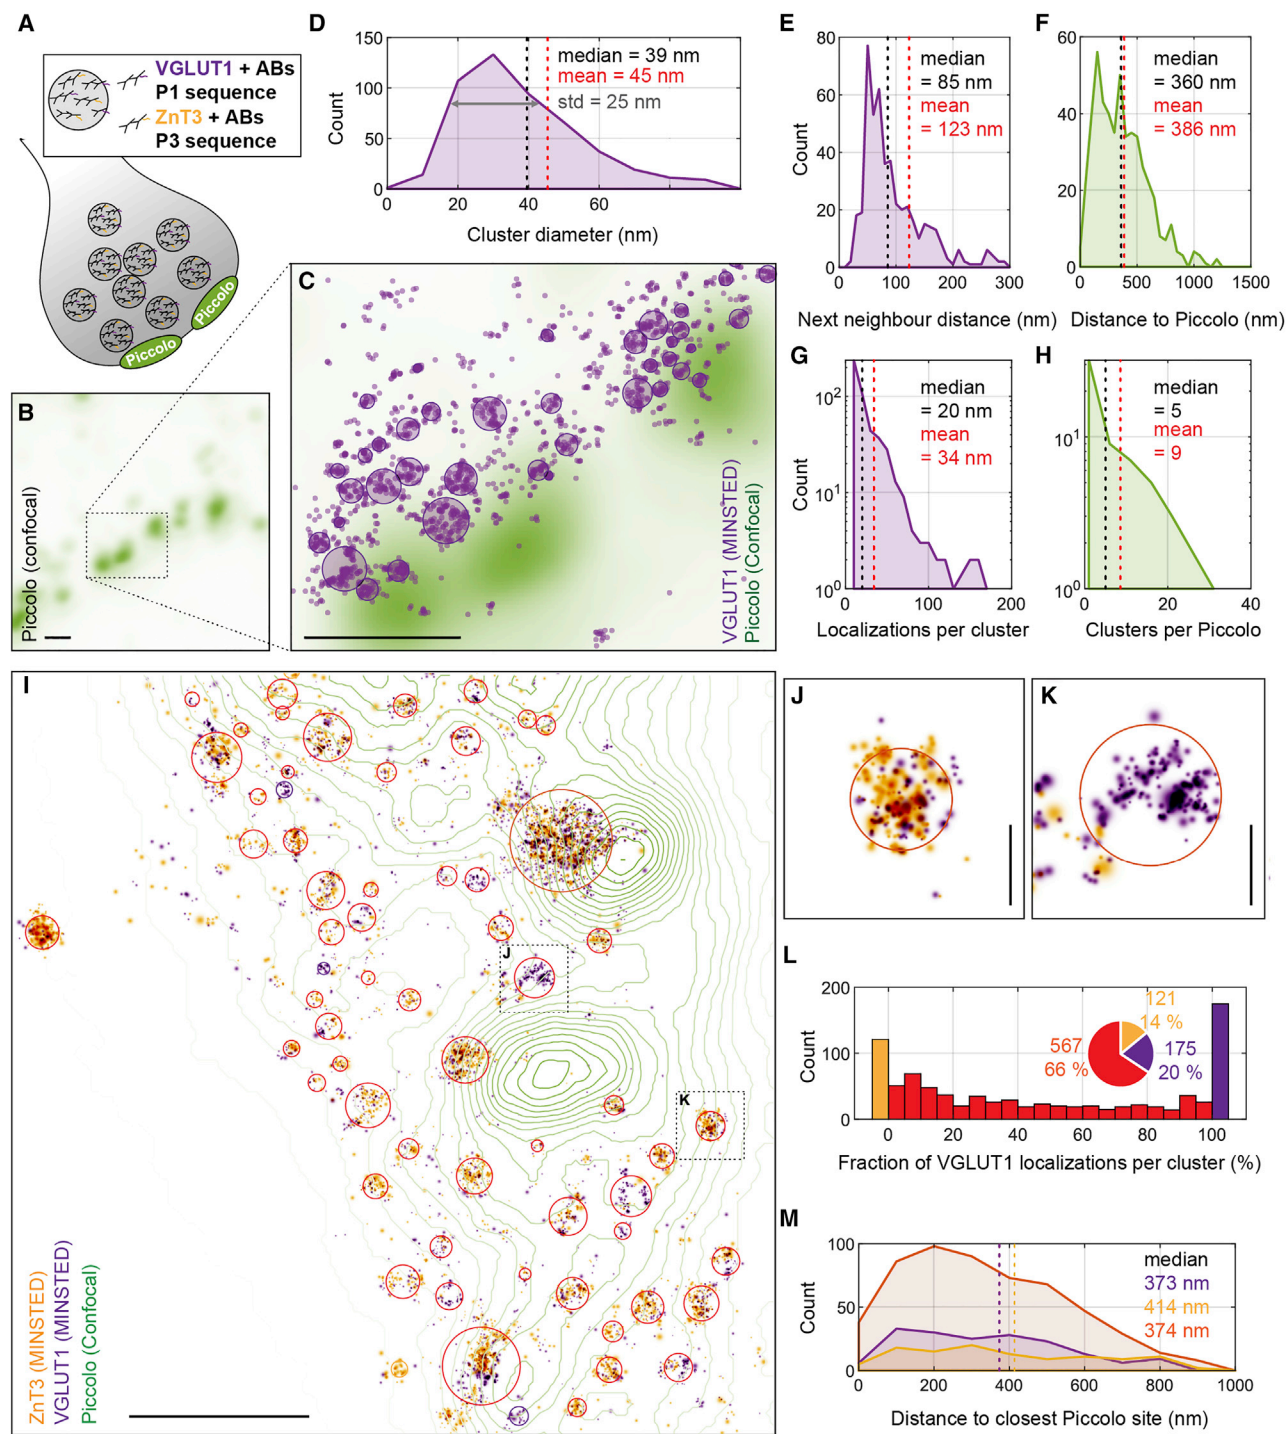 A
VGLUT1 + ABs
P1 sequence
ZnT3 + ABs
P3 sequence
Piccolo
Piccolo
B
Piccolo (confocal)
C
VGLUT1 (MINSTED)
Piccolo (Confocal)
D
150
100
50
0
Count
median = 39 nm
mean = 45 nm
std = 25 nm
0 20 40 60
Cluster diameter (nm)
E
80
60
40
20
0
Count
median
= 85 nm
mean
= 123 nm
0 100 200 300
Next neighbour distance (nm)
F
60
40
20
0
median
= 360 nm
mean
= 386 nm
0 500 1000 1500
Distance to Piccolo (nm)
G
10²
10¹
10⁰
Count
median
= 20 nm
mean
= 34 nm
0 100 200
Localizations per cluster
H
10¹
10⁰
median
= 5
mean
= 9
0 20 40
Clusters per Piccolo
I
J
K
ZnT3 (MINSTED)
VGLUT1 (MINSTED)
Piccolo (Confocal)
J
K
L
200
100
0
Count
121
14 %
567
66 %
175
20 %
0 20 40 60 80 100
Fraction of VGLUT1 localizations per cluster (%)
M
100
50
0
Count
median
373 nm
414 nm
374 nm
0 200 400 600 800 1000
Distance to closest Piccolo site (nm)